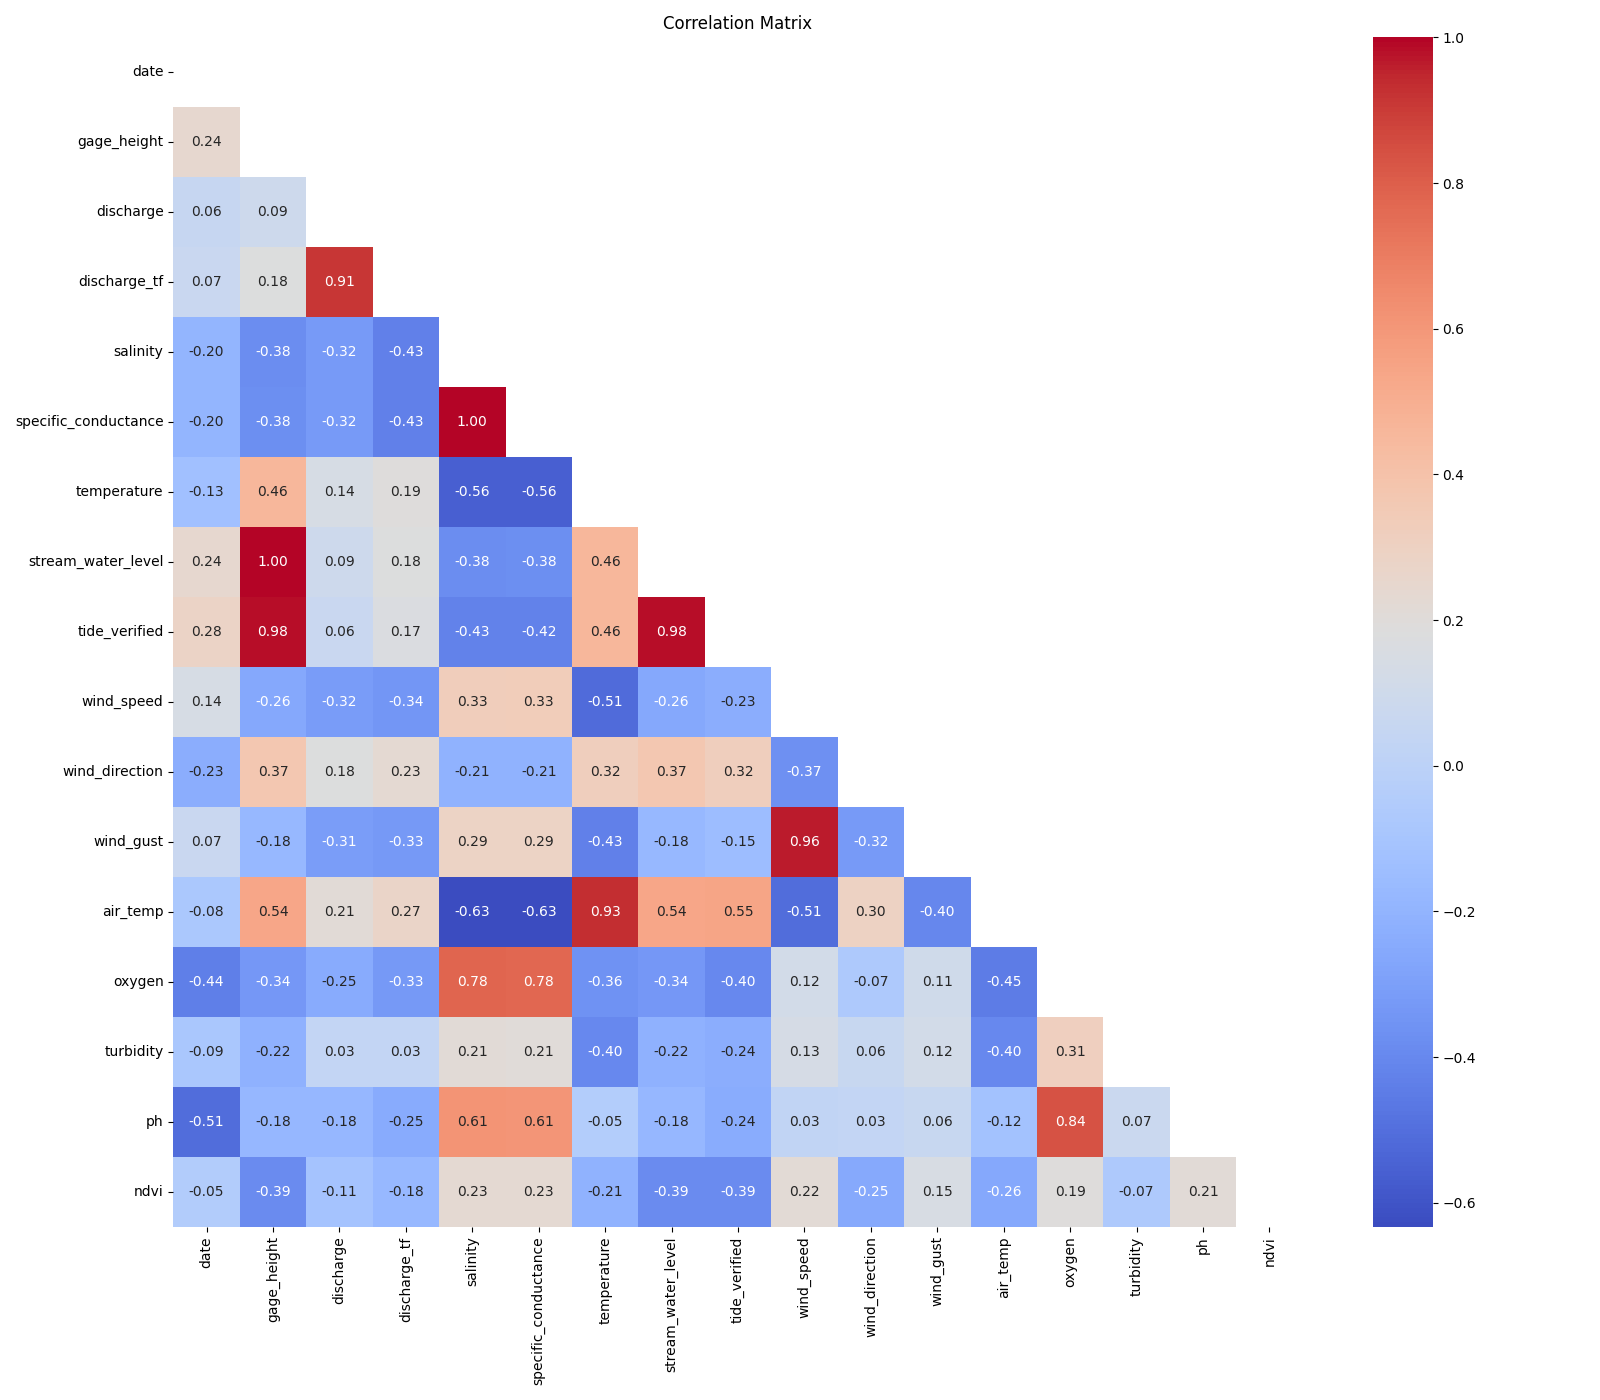 Correlation Matrix
date
gage_height 0.24
discharge 0.06 0.09
discharge_tf 0.07 0.18 0.91
salinity -0.20 -0.38 -0.32 -0.43
specific_conductance -0.20 -0.38 -0.32 -0.43 1.00
temperature -0.13 0.46 0.14 0.19 -0.56 -0.56
stream_water_level 0.24 1.00 0.09 0.18 -0.38 -0.38 0.46
tide_verified 0.28 0.98 0.06 0.17 -0.43 -0.42 0.46 0.98
wind_speed 0.14 -0.26 -0.32 -0.34 0.33 0.33 -0.51 -0.26 -0.23
wind_direction -0.23 0.37 0.18 0.23 -0.21 -0.21 0.32 0.37 0.32 -0.37
wind_gust 0.07 -0.18 -0.31 -0.33 0.29 0.29 -0.43 -0.18 -0.15 0.96 -0.32
air_temp -0.08 0.54 0.21 0.27 -0.63 -0.63 0.93 0.54 0.55 -0.51 0.30 -0.40
oxygen -0.44 -0.34 -0.25 -0.33 0.78 0.78 -0.36 -0.34 -0.40 0.12 -0.07 0.11 -0.45
turbidity -0.09 -0.22 0.03 0.03 0.21 0.21 -0.40 -0.22 -0.24 0.13 0.06 0.12 -0.40 0.31
ph -0.51 -0.18 -0.18 -0.25 0.61 0.61 -0.05 -0.18 -0.24 0.03 0.03 0.06 -0.12 0.84 0.07
ndvi -0.05 -0.39 -0.11 -0.18 0.23 0.23 -0.21 -0.39 -0.39 0.22 -0.25 0.15 -0.26 0.19 -0.07 0.21
date gage_height discharge discharge_tf salinity specific_conductance temperature stream_water_level tide_verified wind_speed wind_direction wind_gust air_temp oxygen turbidity ph ndvi
1.0
0.8
0.6
0.4
0.2
0.0
−0.2
−0.4
−0.6